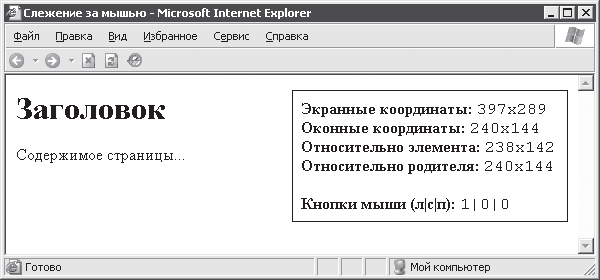 Слежение за мышью - Microsoft Internet Explorer
Файл Правка Вид Избранное Сервис Справка
Заголовок
Содержимое страницы...
Экранные координаты: 397x289
Оконные координаты: 240x144
Относительно элемента: 238x142
Относительно родителя: 240x144
Кнопки мыши (л|с|п): 1|0|0
Готово
Мой компьютер